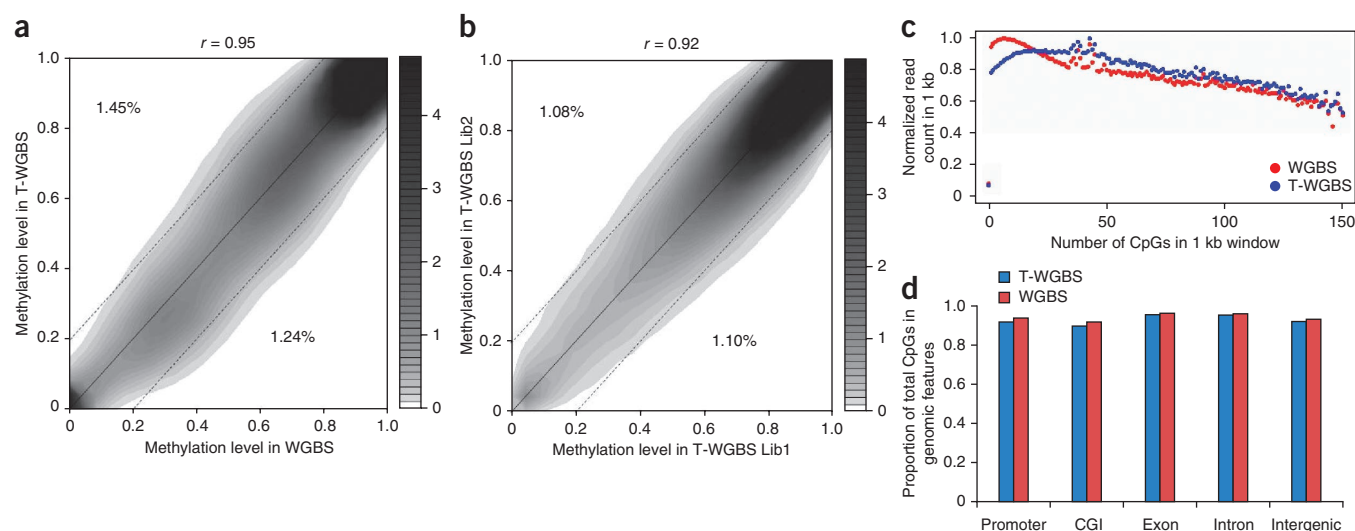 a
r = 0.95
Methylation level in T-WGBS
1.0
0.8
0.6
0.4
0.2
0
1.45%
1.24%
0
0.2
0.4
0.6
0.8
1.0
Methylation level in WGBS
4
3
2
1
0
b
r = 0.92
Methylation level in T-WGBS Lib2
1.0
0.8
0.6
0.4
0.2
0
1.08%
1.10%
0
0.2
0.4
0.6
0.8
1.0
Methylation level in T-WGBS Lib1
4
3
2
1
0
c
Normalized read
count in 1 kb
1.0
0.8
0.6
0.4
0.2
0
WGBS
T-WGBS
0
50
100
150
Number of CpGs in 1 kb window
d
T-WGBS
WGBS
Proportion of total CpGs in
genomic features
1.0
0.8
0.6
0.4
0.2
0
Promoter
CGI
Exon
Intron
Intergenic